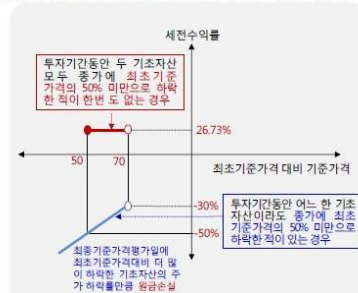 세전수익률
투자기간동안 두 기초자산
모두 종가에 최초기준
가격의 50% 미만으로 하락
한 적이 한번 도 없는 경우
26.73%
50
70
최초기준가격 대비 기준가격
-30%
투자기간동안 어느 한 기초
자산이라도 종가에 최초
기준가격의 50% 미만으로
하락한 적이 있는 경우
-50%
최종기준가격평가일에
최초기준가격대비 더 많
이 하락한 기초자산의 주
가 하락률만큼 원금손실